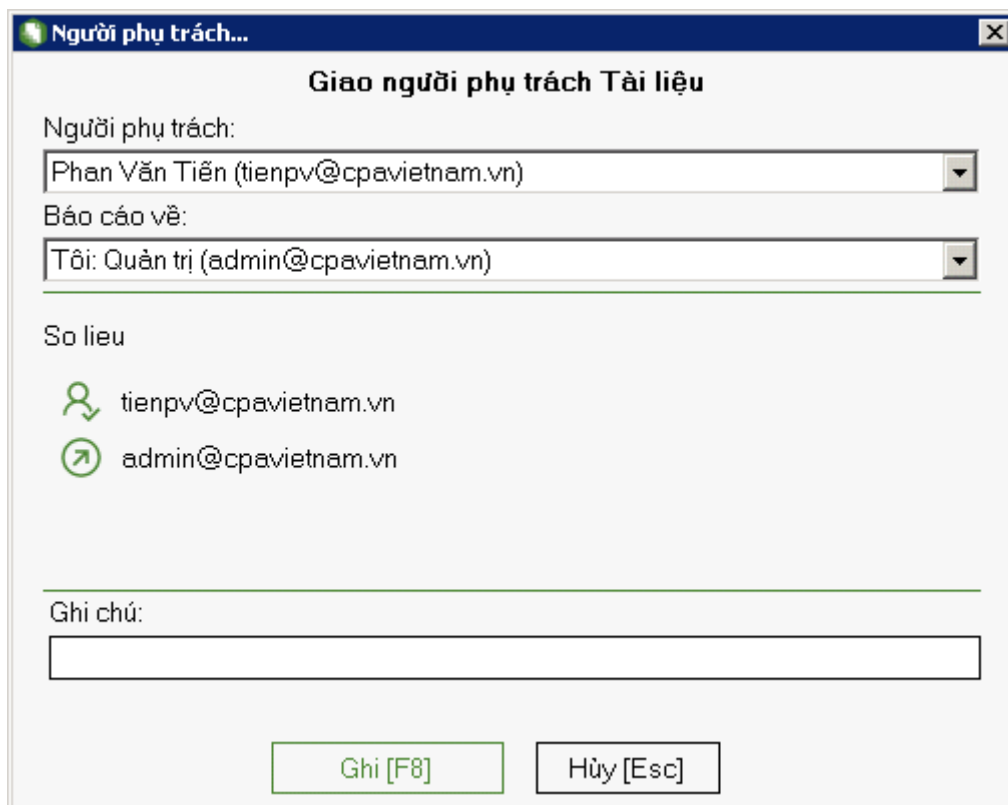 Người phụ trách...
Giao người phụ trách Tài liệu
Người phụ trách:
Phan Văn Tiến (tienpv@cpavietnam.vn)
Báo cáo về:
Tôi: Quản trị (admin@cpavietnam.vn)
So lieu
tienpv@cpavietnam.vn
admin@cpavietnam.vn
Ghi chú:
Ghi [F8] Hủy [Esc]